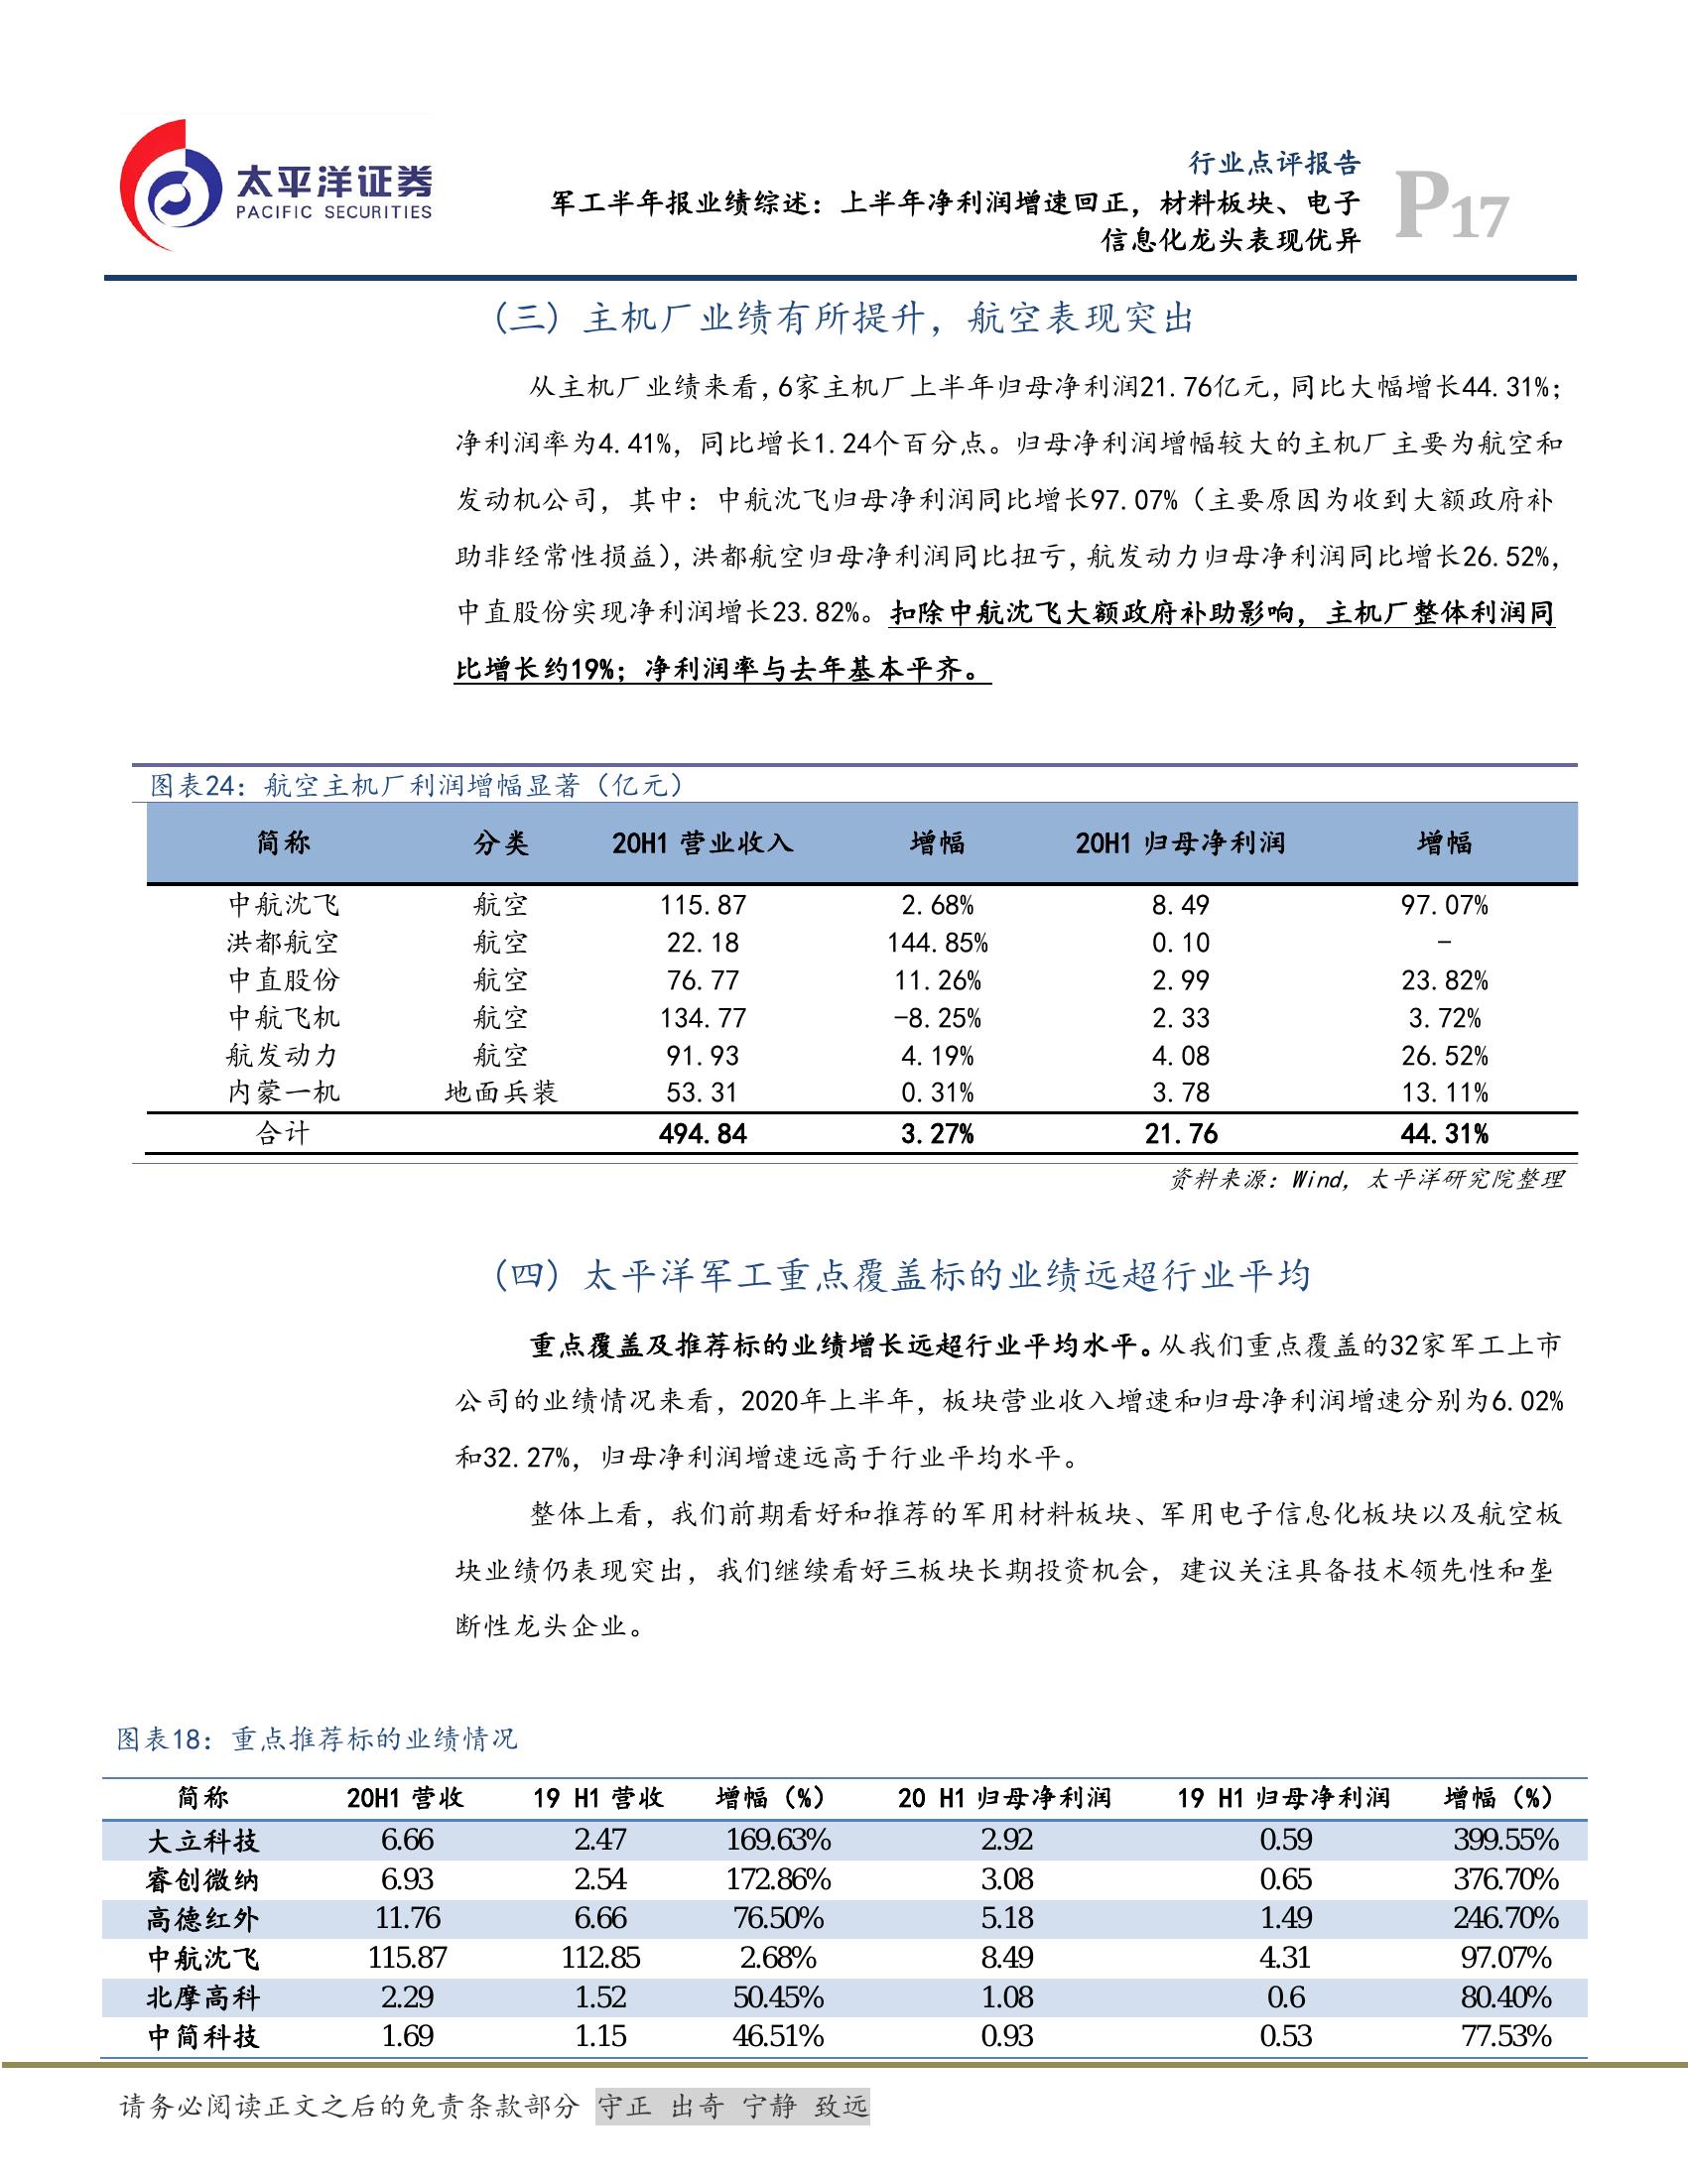 太平洋证券
PACIFIC SECURITIES
行业点评报告
军工半年报业绩综述：上半年净利润增速回正，材料板块、电子
信息化龙头表现优异
P17
（三）主机厂业绩有所提升，航空表现突出
从主机厂业绩来看，6家主机厂上半年归母净利润21.76亿元，同比大幅增长44.31%；
净利润率为4.41%，同比增长1.24个百分点。归母净利润增幅较大的主机厂主要为航空和
发动机公司，其中：中航沈飞归母净利润同比增长97.07%（主要原因为收到大额政府补
助非经常性损益），洪都航空归母净利润同比扭亏，航发动力归母净利润同比增长26.52%，
中直股份实现净利润增长23.82%。扣除中航沈飞大额政府补助影响，主机厂整体利润同
比增长约19%；净利润率与去年基本平齐。
图表24：航空主机厂利润增幅显著（亿元）
简称 分类 20H1 营业收入 增幅 20H1 归母净利润 增幅
中航沈飞 航空 115.87 2.68% 8.49 97.07%
洪都航空 航空 22.18 144.85% 0.10 -
中直股份 航空 76.77 11.26% 2.99 23.82%
中航飞机 航空 134.77 -8.25% 2.33 3.72%
航发动力 航空 91.93 4.19% 4.08 26.52%
内蒙一机 地面兵装 53.31 0.31% 3.78 13.11%
合计 494.84 3.27% 21.76 44.31%
资料来源：Wind，太平洋研究院整理
（四）太平洋军工重点覆盖标的业绩远超行业平均
重点覆盖及推荐标的业绩增长远超行业平均水平。从我们重点覆盖的32家军工上市
公司的业绩情况来看，2020年上半年，板块营业收入增速和归母净利润增速分别为6.02%
和32.27%，归母净利润增速远高于行业平均水平。
整体上看，我们前期看好和推荐的军用材料板块、军用电子信息化板块以及航空板
块业绩仍表现突出，我们继续看好三板块长期投资机会，建议关注具备技术领先性和垄
断性龙头企业。
图表18：重点推荐标的业绩情况
简称 20H1 营收 19 H1 营收 增幅（%） 20 H1 归母净利润 19 H1 归母净利润 增幅（%）
大立科技 6.66 2.47 169.63% 2.92 0.59 399.55%
睿创微纳 6.93 2.54 172.86% 3.08 0.65 376.70%
高德红外 11.76 6.66 76.50% 5.18 1.49 246.70%
中航沈飞 115.87 112.85 2.68% 8.49 4.31 97.07%
北摩高科 2.29 1.52 50.45% 1.08 0.6 80.40%
中简科技 1.69 1.15 46.51% 0.93 0.53 77.53%
请务必阅读正文之后的免责条款部分 守正 出奇 宁静 致远